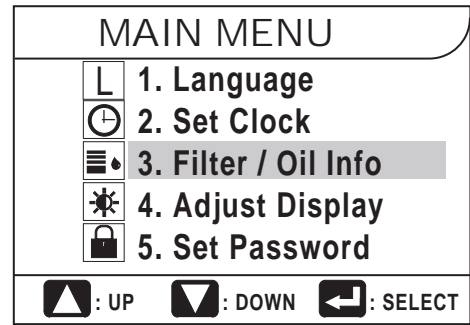 MAIN MENU
L 1. Language
2. Set Clock
3. Filter / Oil Info
4. Adjust Display
5. Set Password
: UP : DOWN : SELECT